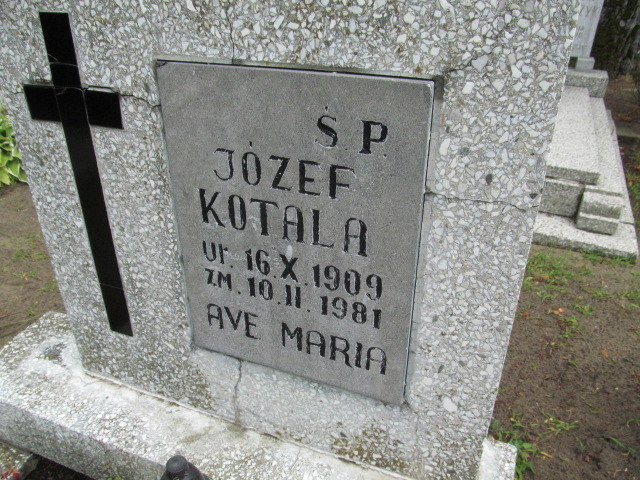 Ś.P.
JÓZEF
KOTALA
Ur. 16.X.1909
ZM. 10.II.1981
AVE MARIA